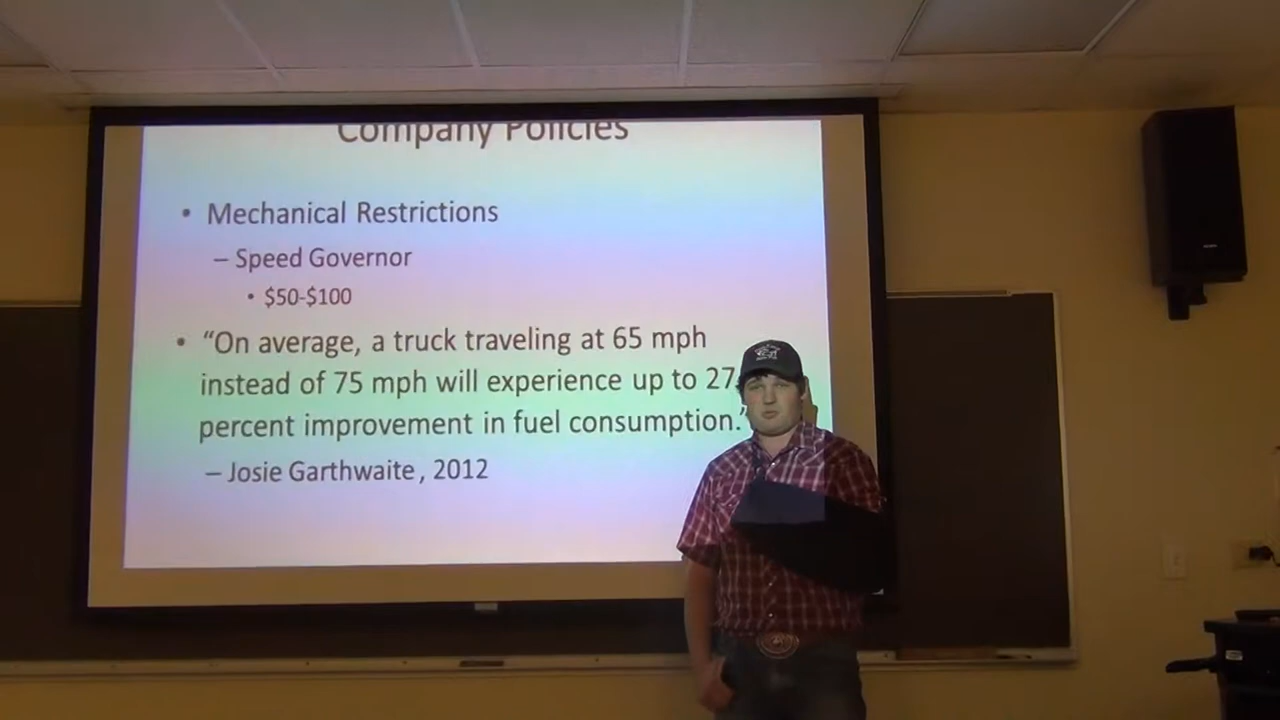 Company Policies
• Mechanical Restrictions
– Speed Governor
• $50-$100
• “On average, a truck traveling at 65 mph
instead of 75 mph will experience up to 27
percent improvement in fuel consumption.”
– Josie Garthwaite, 2012